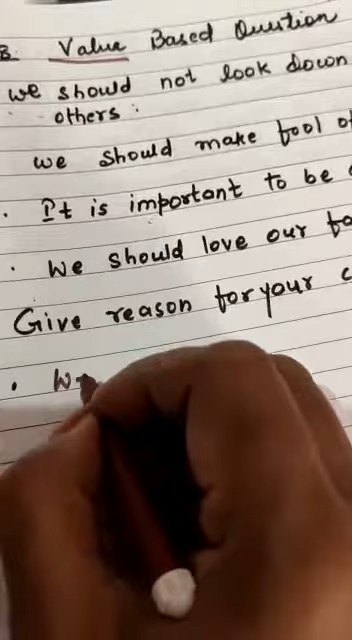 B. Value Based Question
we should not look down
others :
we should make fool of
. It is important to be
. we should love our
Give reason for your
. w